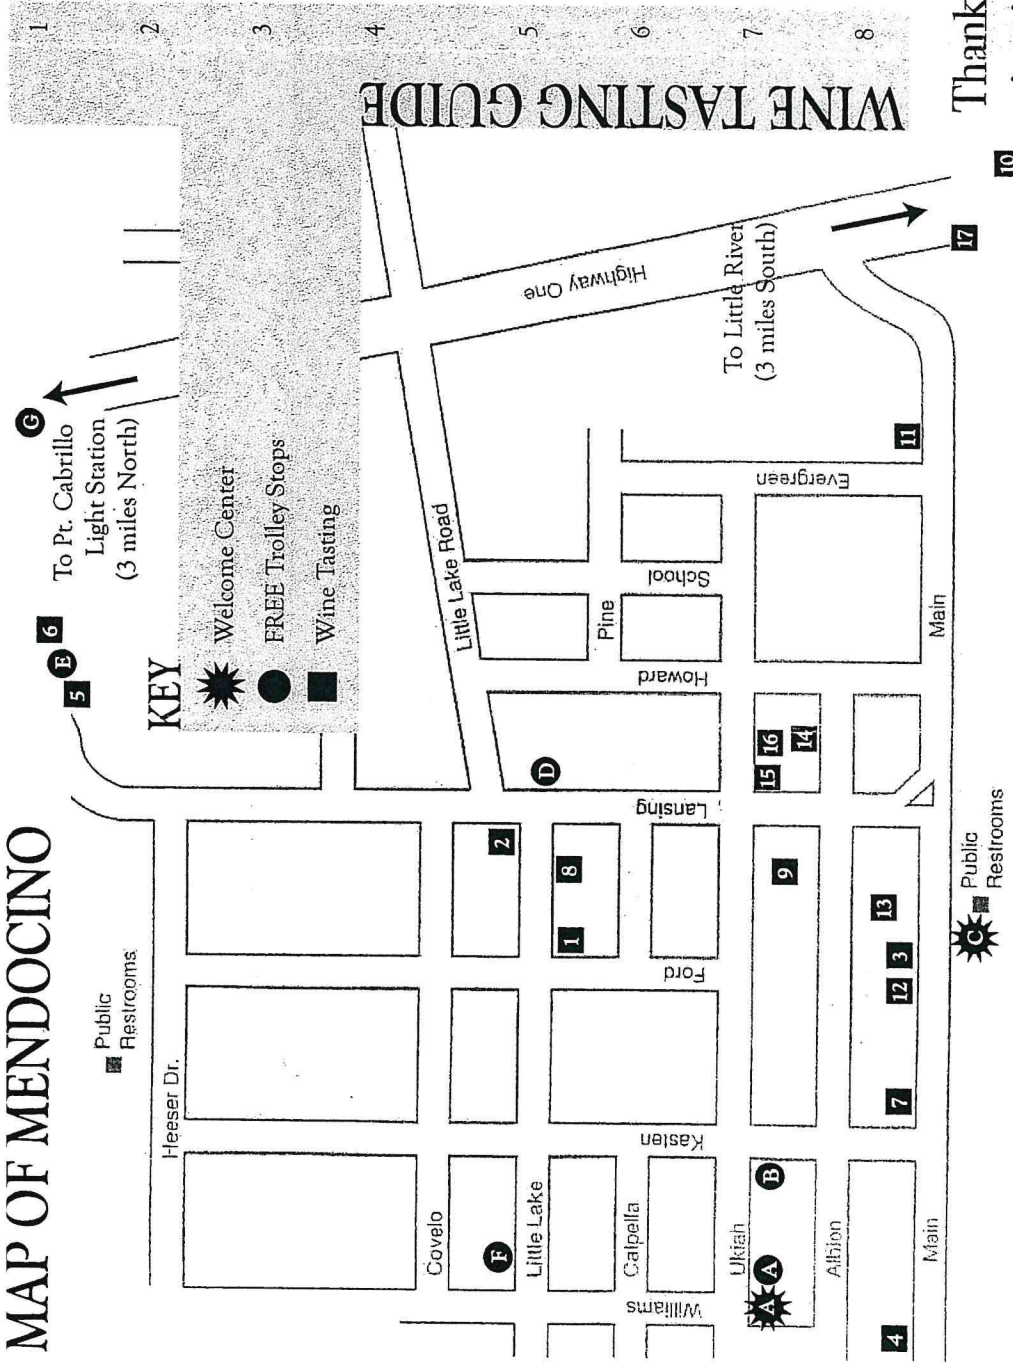 MAP OF MENDOCINO
Public
Restrooms
5
E
6
G
To Pt. Cabrillo
Light Station
(3 miles North)
KEY
Welcome Center
FREE Trolley Stops
Wine Tasting
WINE TASTING GUIDE
1
2
3
4
5
6
7
8
Thank
Heeser Dr.
Covelo
F
2
Little Lake Road
Little Lake
1
8
D
Pine
Calpella
Williams
Kasten
Ford
Lansing
Howard
School
Evergreen
Highway One
To Little River
(3 miles South)
Ukiah
A
A
B
9
15
16
14
Albion
4
7
12
3
13
11
17
10
Main
Main
C
Public
Restrooms